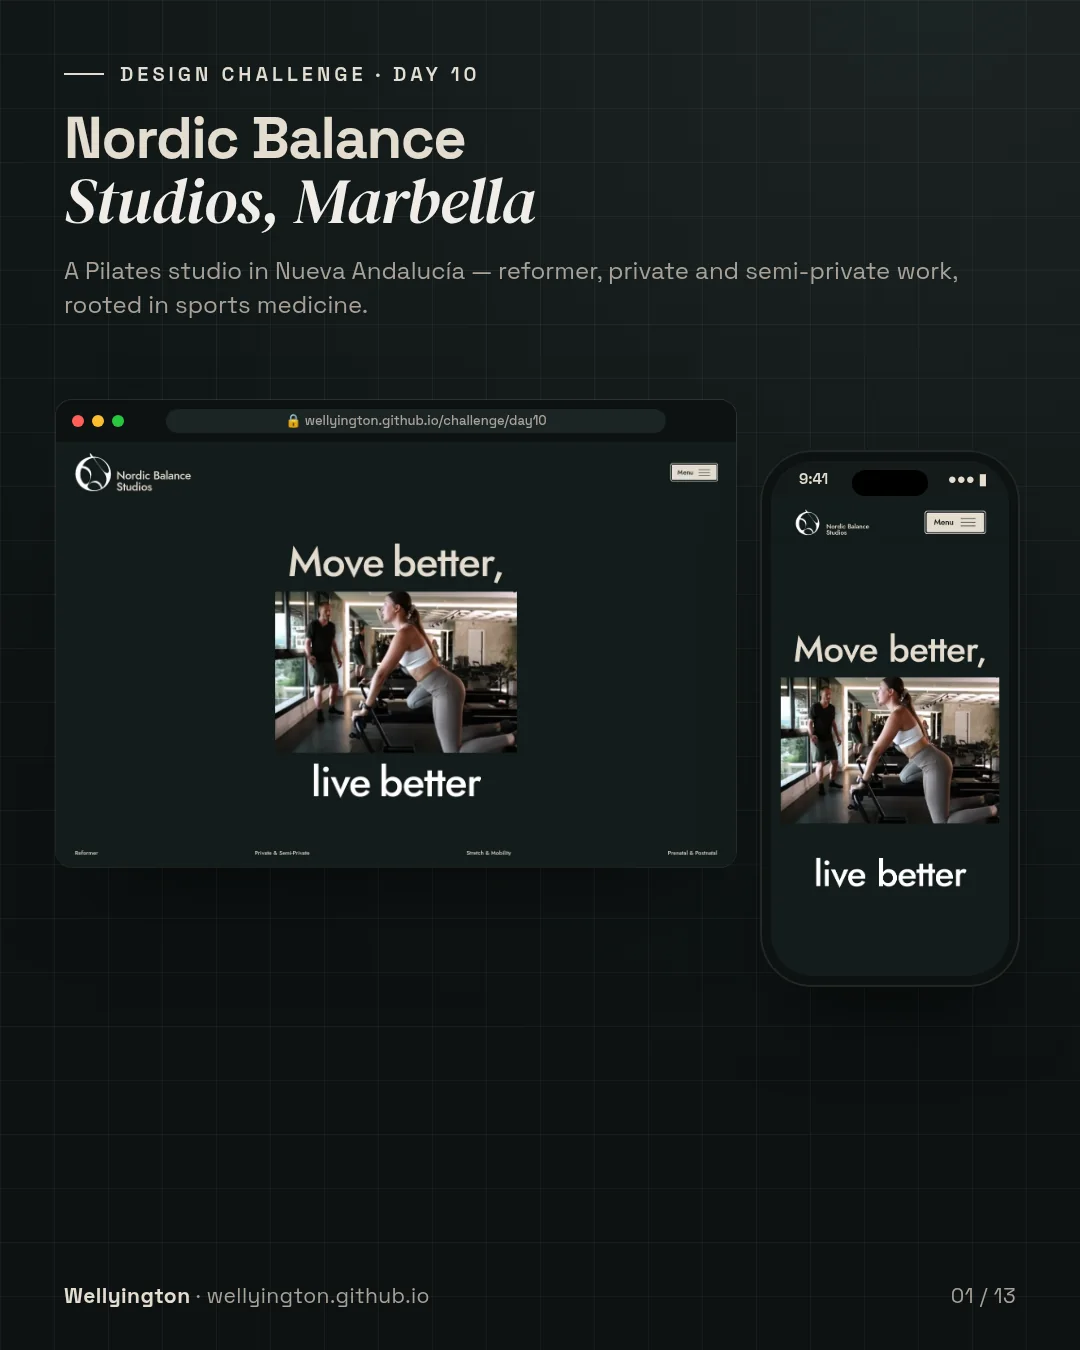 DESIGN CHALLENGE · DAY 10
Nordic Balance
Studios, Marbella
A Pilates studio in Nueva Andalucía — reformer, private and semi-private work,
rooted in sports medicine.
wellyington.github.io/challenge/day10
Nordic Balance
Studios
Menu
Move better,
live better
Reformer
Private & Semi-Private
Stretch & Mobility
Prenatal & Postnatal
9:41
Nordic Balance
Studios
Menu
Move better,
live better
Wellyington · wellyington.github.io
01 / 13